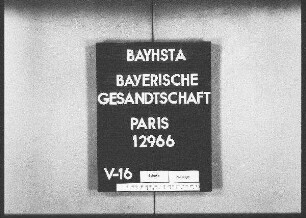 BAYHSTA
BAYERISCHE
GESANDTSCHAFT
PARIS
12966
V-16